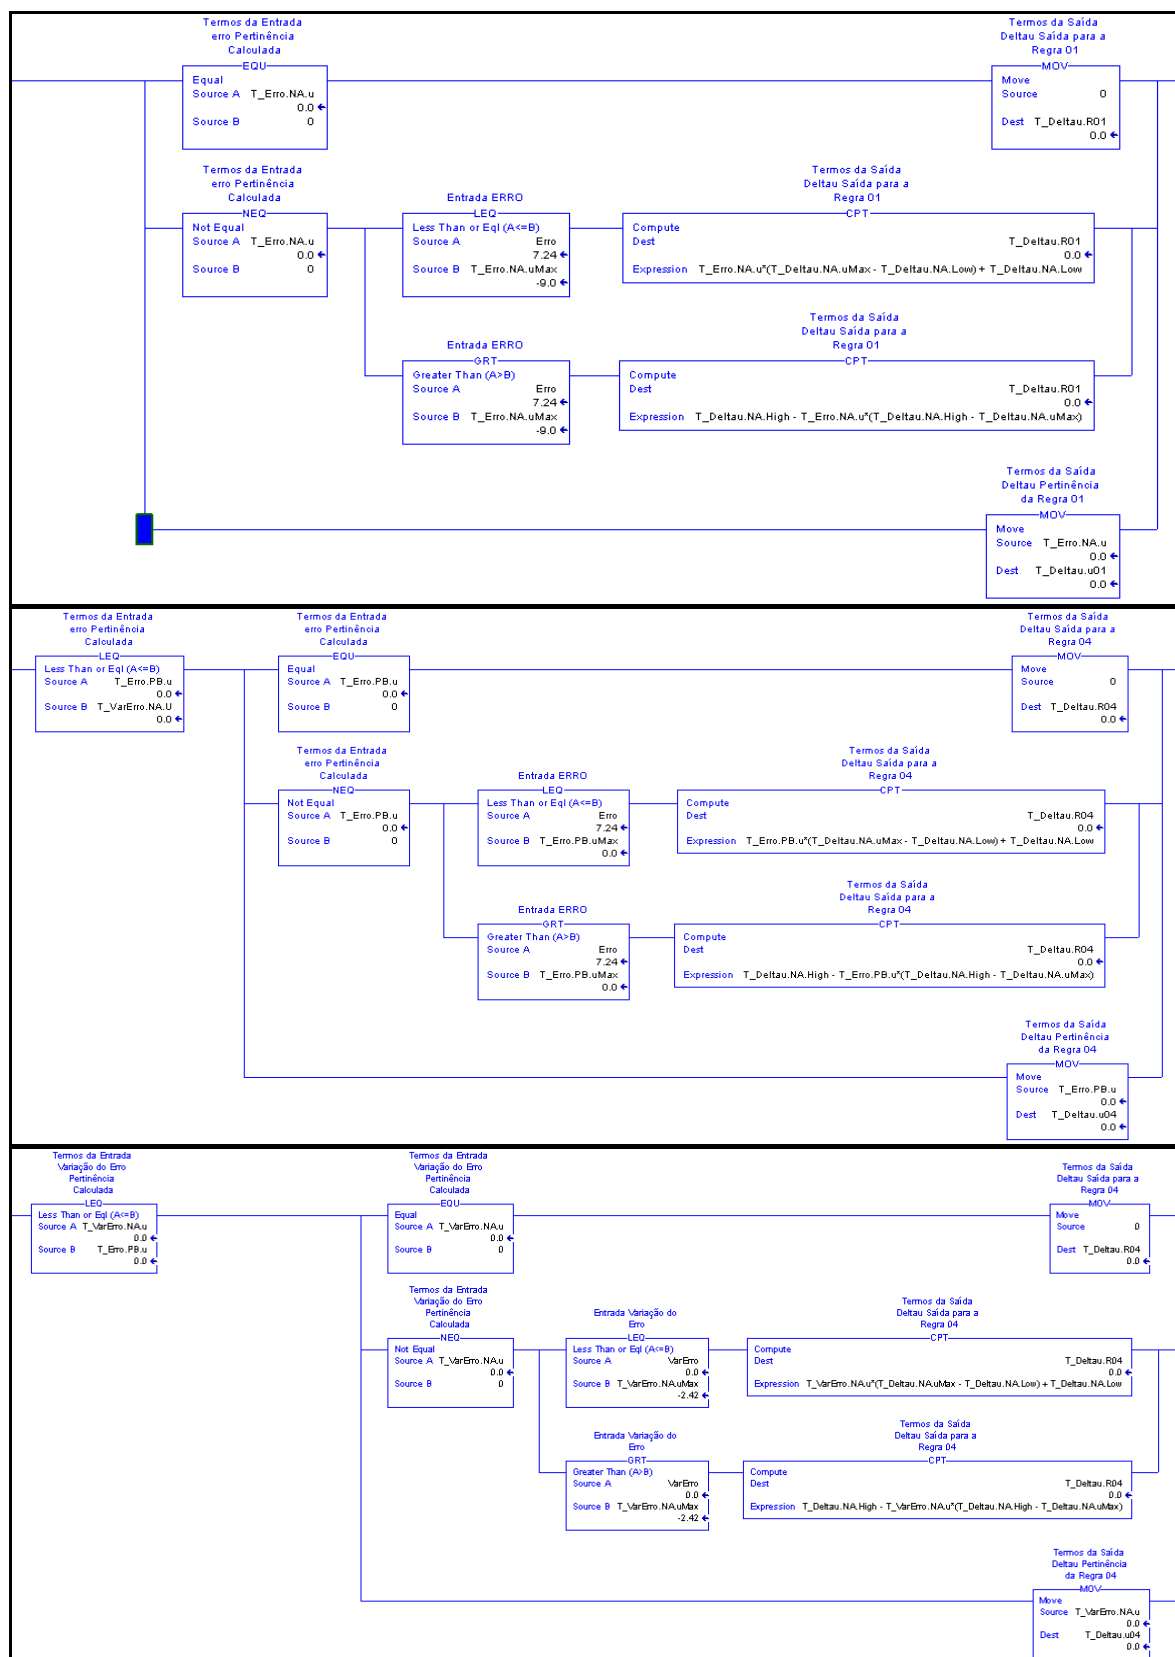 Termos da Entrada
erro Pertinência
Calculada
EQU
Equal
Source A T_Erro.NA.u
0.0
Source B 0
Termos da Saída
Deltau Saída para a
Regra 01
MOV
Move
Source 0
Dest T_Deltau.R01
0.0
Termos da Entrada
erro Pertinência
Calculada
NEQ
Not Equal
Source A T_Erro.NA.u
0.0
Source B 0
Entrada ERRO
LEQ
Less Than or Eql (A<=B)
Source A Erro
7.24
Source B T_Erro.NA.uMax
-9.0
Termos da Saída
Deltau Saída para a
Regra 01
CPT
Compute
Dest T_Deltau.R01
0.0
Expression T_Erro.NA.u*(T_Deltau.NA.uMax - T_Deltau.NA.Low) + T_Deltau.NA.Low
Entrada ERRO
GRT
Greater Than (A>B)
Source A Erro
7.24
Source B T_Erro.NA.uMax
-9.0
Termos da Saída
Deltau Saída para a
Regra 01
CPT
Compute
Dest T_Deltau.R01
0.0
Expression T_Deltau.NA.High - T_Erro.NA.u*(T_Deltau.NA.High - T_Deltau.NA.uMax)
Termos da Saída
Deltau Pertinência
da Regra 01
MOV
Move
Source T_Erro.NA.u
0.0
Dest T_Deltau.u01
0.0
Termos da Entrada
erro Pertinência
Calculada
LEQ
Less Than or Eql (A<=B)
Source A T_Erro.PB.u
0.0
Source B T_VarErro.NA.U
0.0
Termos da Entrada
erro Pertinência
Calculada
EQU
Equal
Source A T_Erro.PB.u
0.0
Source B 0
Termos da Saída
Deltau Saída para a
Regra 04
MOV
Move
Source 0
Dest T_Deltau.R04
0.0
Termos da Entrada
erro Pertinência
Calculada
NEQ
Not Equal
Source A T_Erro.PB.u
0.0
Source B 0
Entrada ERRO
LEQ
Less Than or Eql (A<=B)
Source A Erro
7.24
Source B T_Erro.PB.uMax
0.0
Termos da Saída
Deltau Saída para a
Regra 04
CPT
Compute
Dest T_Deltau.R04
0.0
Expression T_Erro.PB.u*(T_Deltau.NA.uMax - T_Deltau.NA.Low) + T_Deltau.NA.Low
Entrada ERRO
GRT
Greater Than (A>B)
Source A Erro
7.24
Source B T_Erro.PB.uMax
0.0
Termos da Saída
Deltau Saída para a
Regra 04
CPT
Compute
Dest T_Deltau.R04
0.0
Expression T_Deltau.NA.High - T_Erro.PB.u*(T_Deltau.NA.High - T_Deltau.NA.uMax)
Termos da Saída
Deltau Pertinência
da Regra 04
MOV
Move
Source T_Erro.PB.u
0.0
Dest T_Deltau.u04
0.0
Termos da Entrada
Variação do Erro
Pertinência
Calculada
LEQ
Less Than or Eql (A<=B)
Source A T_VarErro.NA.u
0.0
Source B T_Erro.PB.u
0.0
Termos da Entrada
Variação do Erro
Pertinência
Calculada
EQU
Equal
Source A T_VarErro.NA.u
0.0
Source B 0
Termos da Saída
Deltau Saída para a
Regra 04
MOV
Move
Source 0
Dest T_Deltau.R04
0.0
Termos da Entrada
Variação do Erro
Pertinência
Calculada
NEQ
Not Equal
Source A T_VarErro.NA.u
0.0
Source B 0
Entrada Variação do
Erro
LEQ
Less Than or Eql (A<=B)
Source A VarErro
0.0
Source B T_VarErro.NA.uMax
-2.42
Termos da Saída
Deltau Saída para a
Regra 04
CPT
Compute
Dest T_Deltau.R04
0.0
Expression T_VarErro.NA.u*(T_Deltau.NA.uMax - T_Deltau.NA.Low) + T_Deltau.NA.Low
Entrada Variação do
Erro
GRT
Greater Than (A>B)
Source A VarErro
0.0
Source B T_VarErro.NA.uMax
-2.42
Termos da Saída
Deltau Saída para a
Regra 04
CPT
Compute
Dest T_Deltau.R04
0.0
Expression T_Deltau.NA.High - T_VarErro.NA.u*(T_Deltau.NA.High - T_Deltau.NA.uMax)
Termos da Saída
Deltau Pertinência
da Regra 04
MOV
Move
Source T_VarErro.NA.u
0.0
Dest T_Deltau.u04
0.0